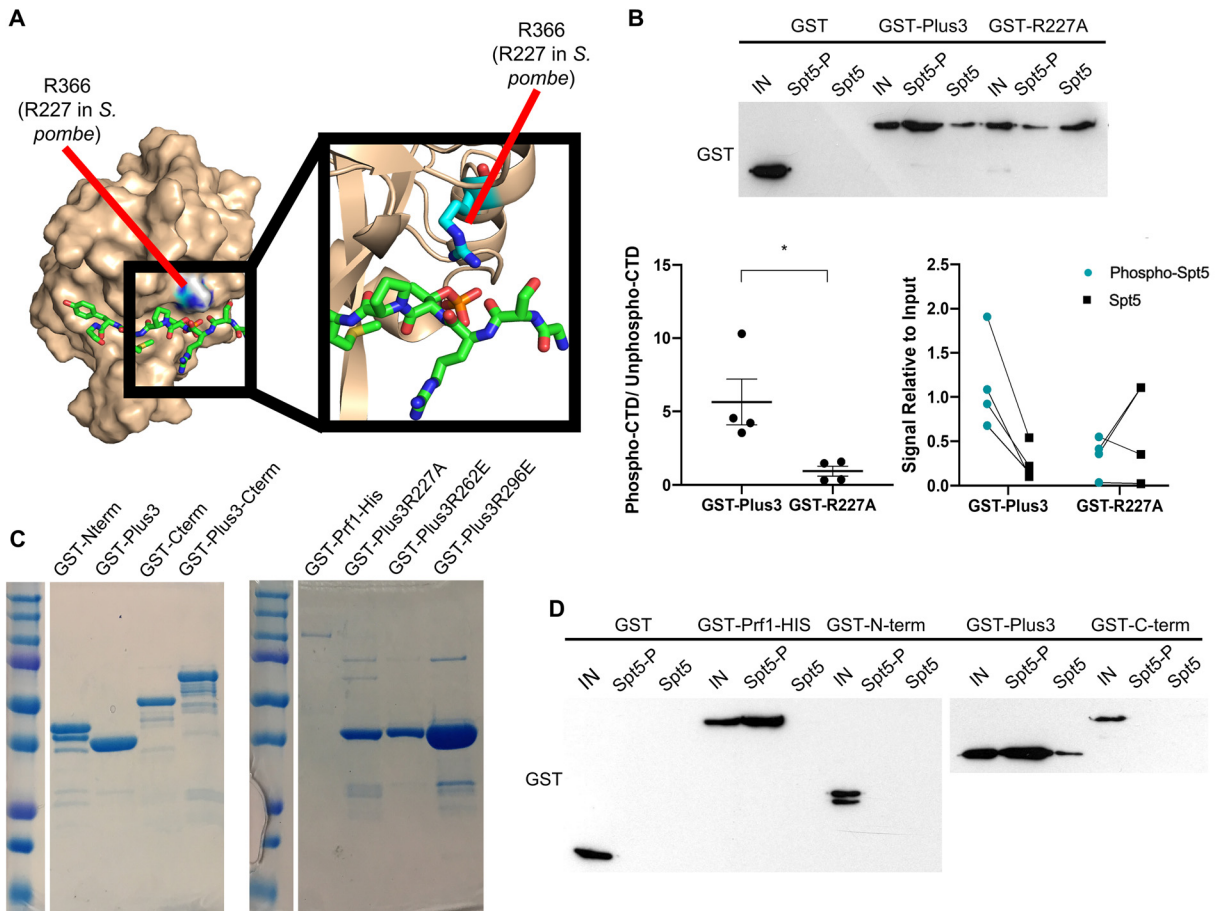 A
R366
(R227 in S.
pombe)
R366
(R227 in S.
pombe)
B
GST GST-Plus3 GST-R227A
IN Spt5-P Spt5 IN Spt5-P Spt5 IN Spt5-P Spt5
GST
Phospho-CTD/ Unphospho-CTD
15
10
5
0
*
GST-Plus3 GST-R227A
Signal Relative to Input
2.5
2.0
1.5
1.0
0.5
0.0
Phospho-Spt5
Spt5
GST-Plus3 GST-R227A
C
GST-Nterm
GST-Plus3
GST-Cterm
GST-Plus3-Cterm
GST-Prf1-His
GST-Plus3R227A
GST-Plus3R262E
GST-Plus3R296E
D
GST GST-Prf1-HIS GST-N-term GST-Plus3 GST-C-term
IN Spt5-P Spt5 IN Spt5-P Spt5 IN Spt5-P Spt5 IN Spt5-P Spt5 IN Spt5-P Spt5
GST